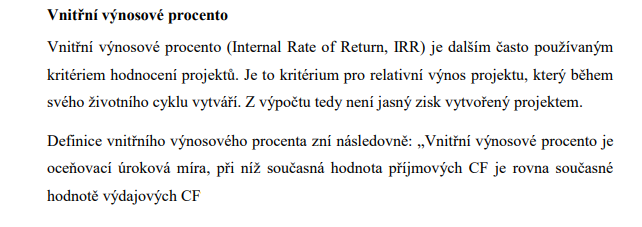 Vnitřní výnosové procento
Vnitřní výnosové procento (Internal Rate of Return, IRR) je dalším často používaným
kritériem hodnocení projektů. Je to kritérium pro relativní výnos projektu, který během
svého životního cyklu vytváří. Z výpočtu tedy není jasný zisk vytvořený projektem.
Definice vnitřního výnosového procenta zní následovně: „Vnitřní výnosové procento je
oceňovací úroková míra, při níž současná hodnota příjmových CF je rovna současné
hodnotě výdajových CF